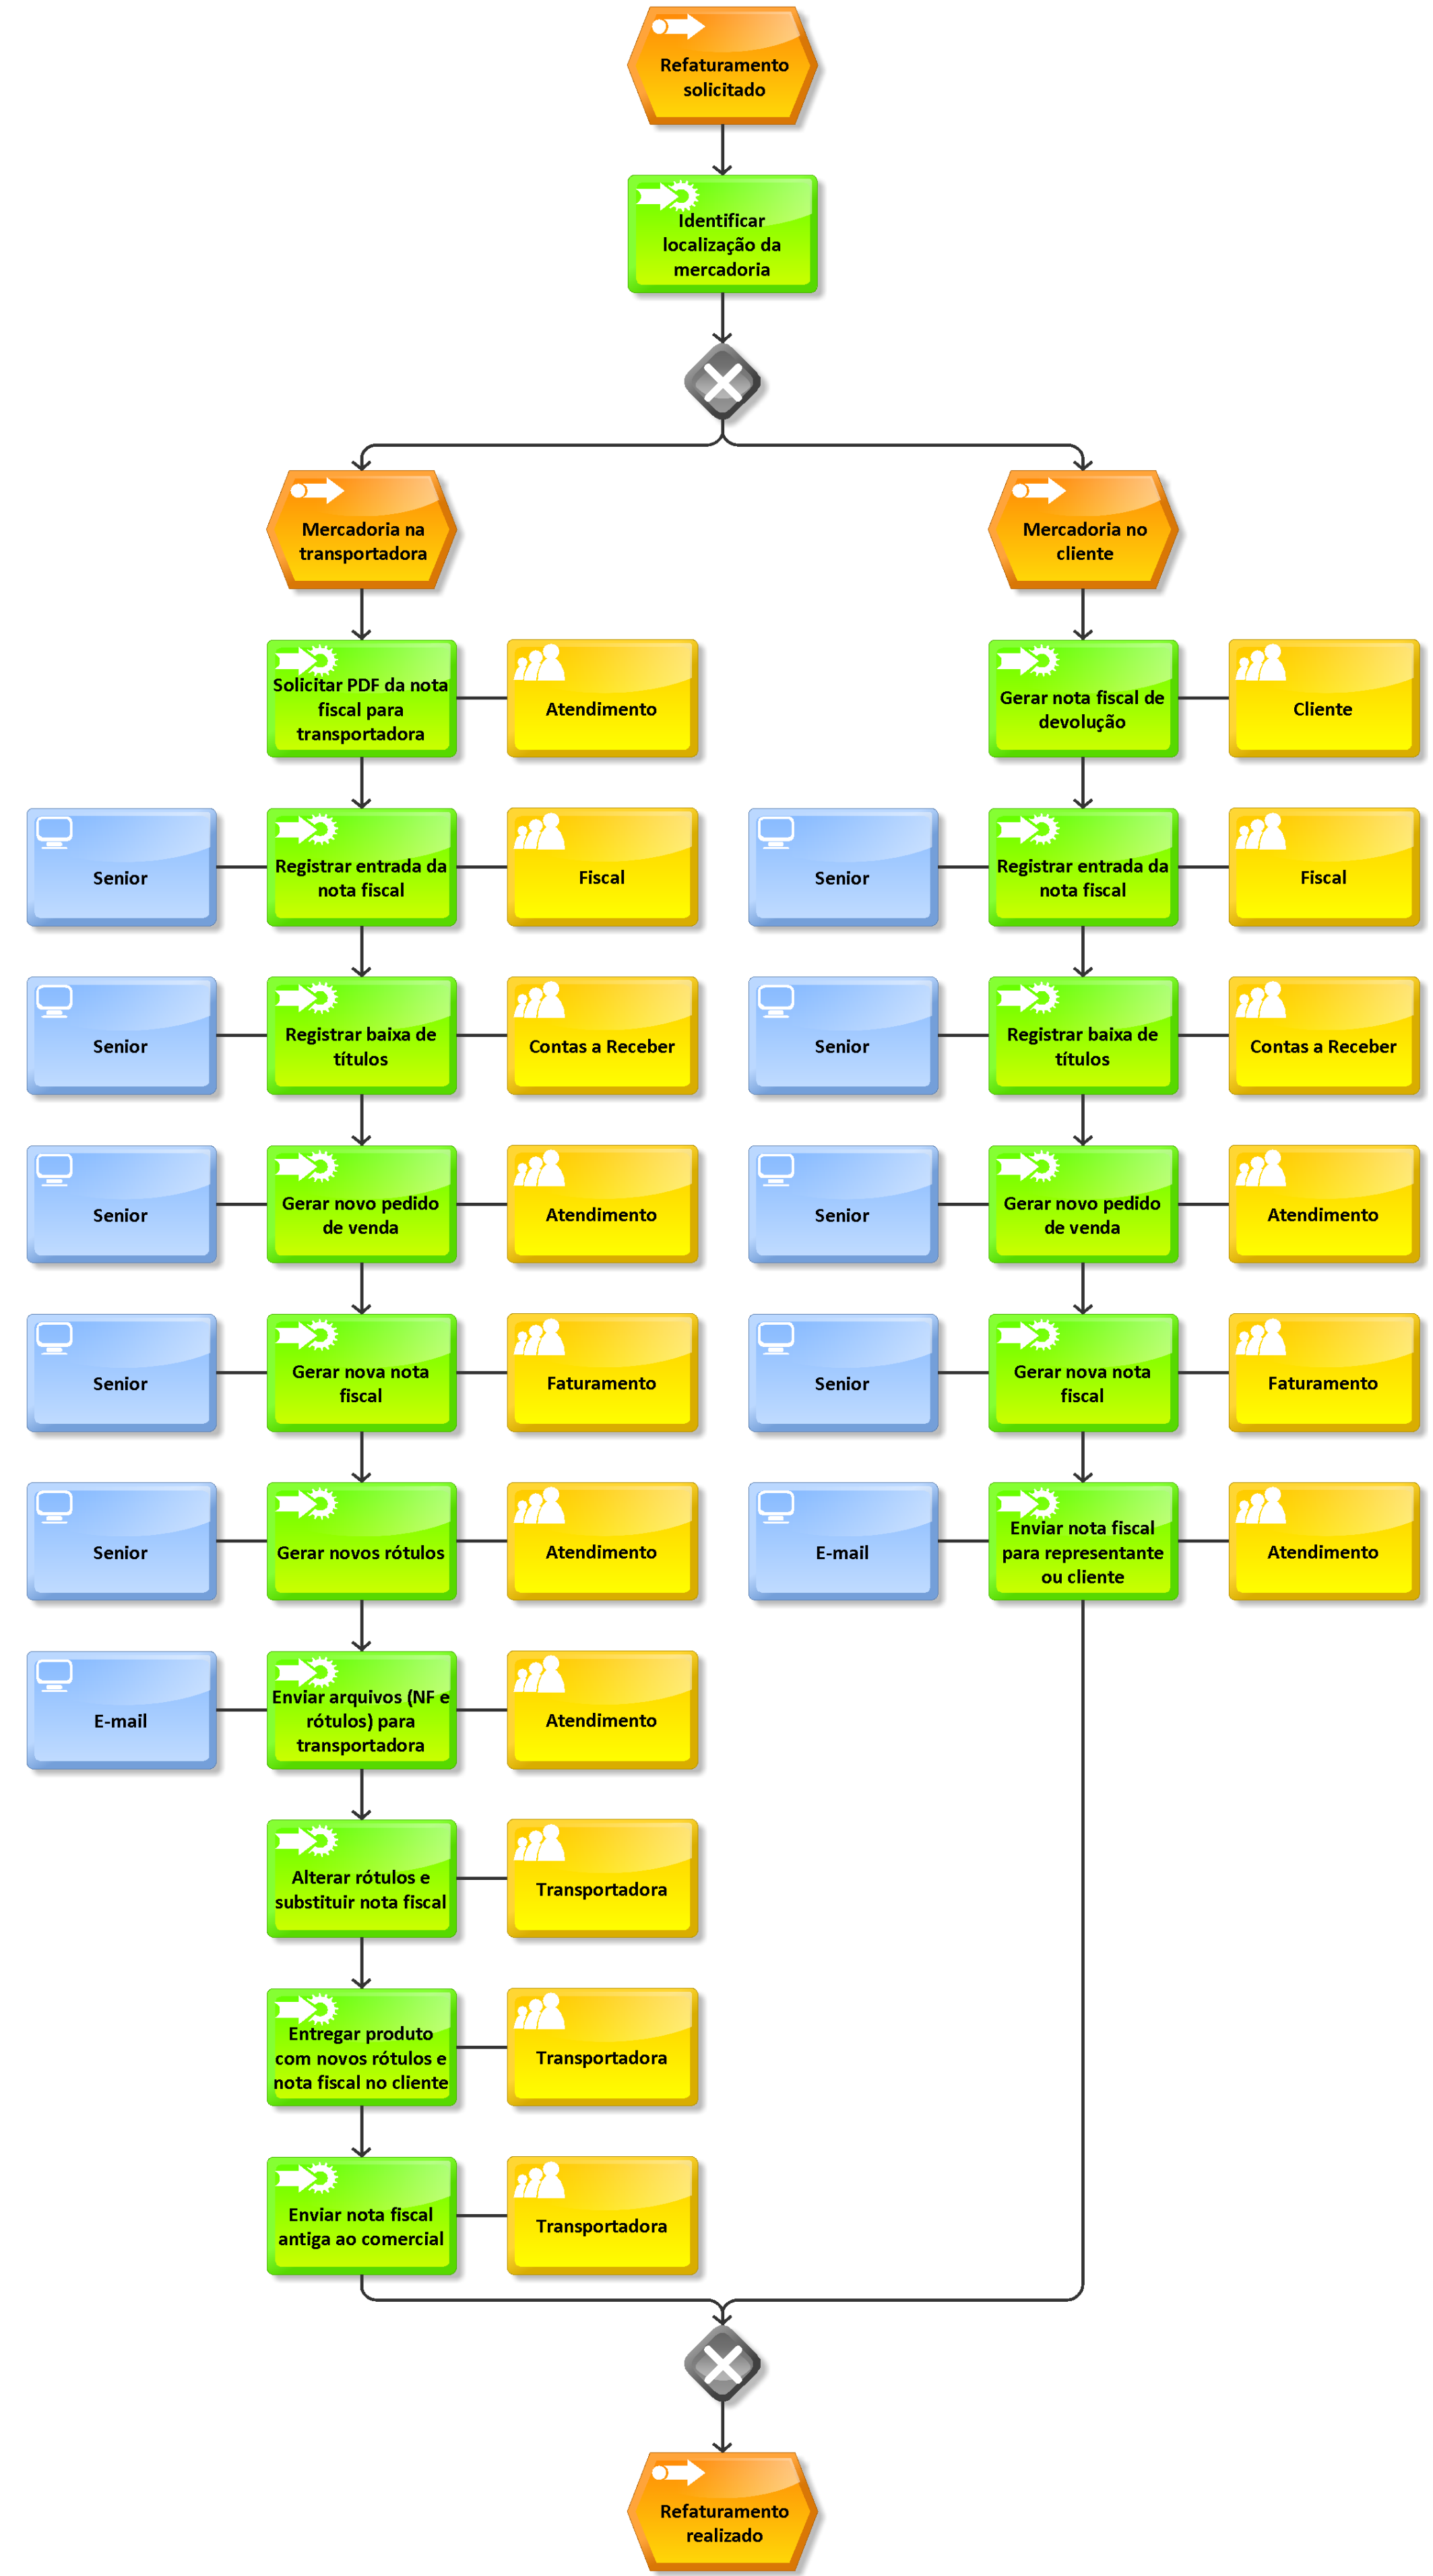 Refaturamento
solicitado
Identificar
localização da
mercadoria
Mercadoria na
transportadora
Mercadoria no
cliente
Solicitar PDF da nota
fiscal para
transportadora
Atendimento
Gerar nota fiscal de
devolução
Cliente
Senior
Registrar entrada da
nota fiscal
Fiscal
Senior
Registrar entrada da
nota fiscal
Fiscal
Senior
Registrar baixa de
títulos
Contas a Receber
Senior
Registrar baixa de
títulos
Contas a Receber
Senior
Gerar novo pedido
de venda
Atendimento
Senior
Gerar novo pedido
de venda
Atendimento
Senior
Gerar nova nota
fiscal
Faturamento
Senior
Gerar nova nota
fiscal
Faturamento
Senior
Gerar novos rótulos
Atendimento
E-mail
Enviar nota fiscal
para representante
ou cliente
Atendimento
E-mail
Enviar arquivos (NF e
rótulos) para
transportadora
Atendimento
Alterar rótulos e
substituir nota fiscal
Transportadora
Entregar produto
com novos rótulos e
nota fiscal no cliente
Transportadora
Enviar nota fiscal
antiga ao comercial
Transportadora
Refaturamento
realizado